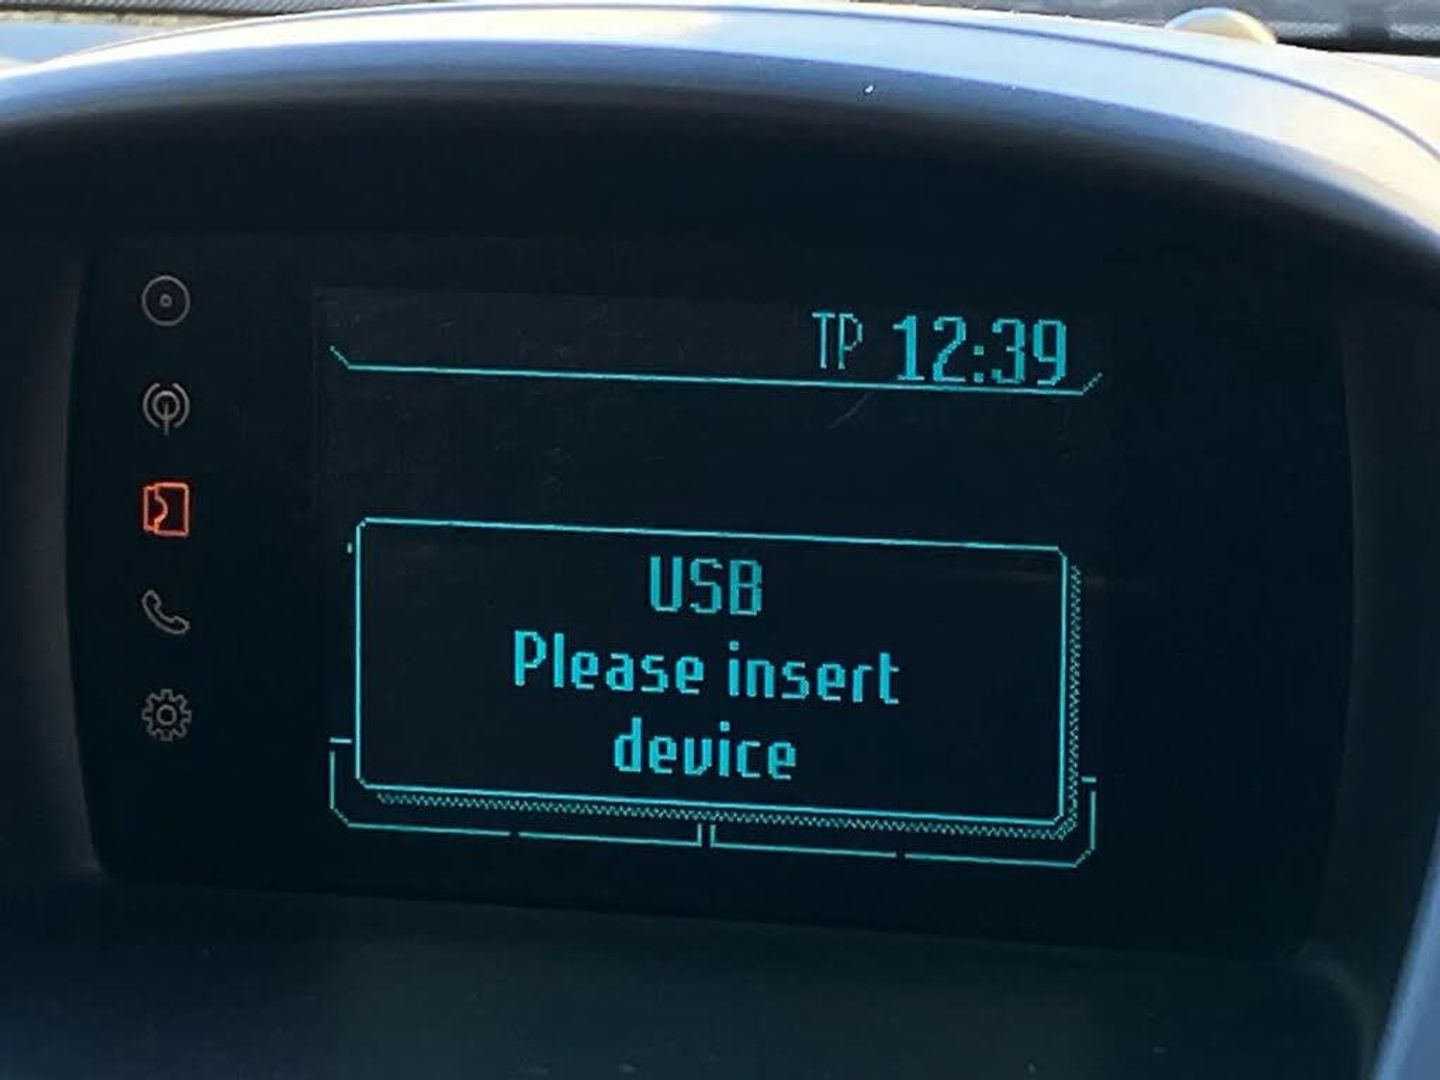 TP 12:39
USB
Please insert
device